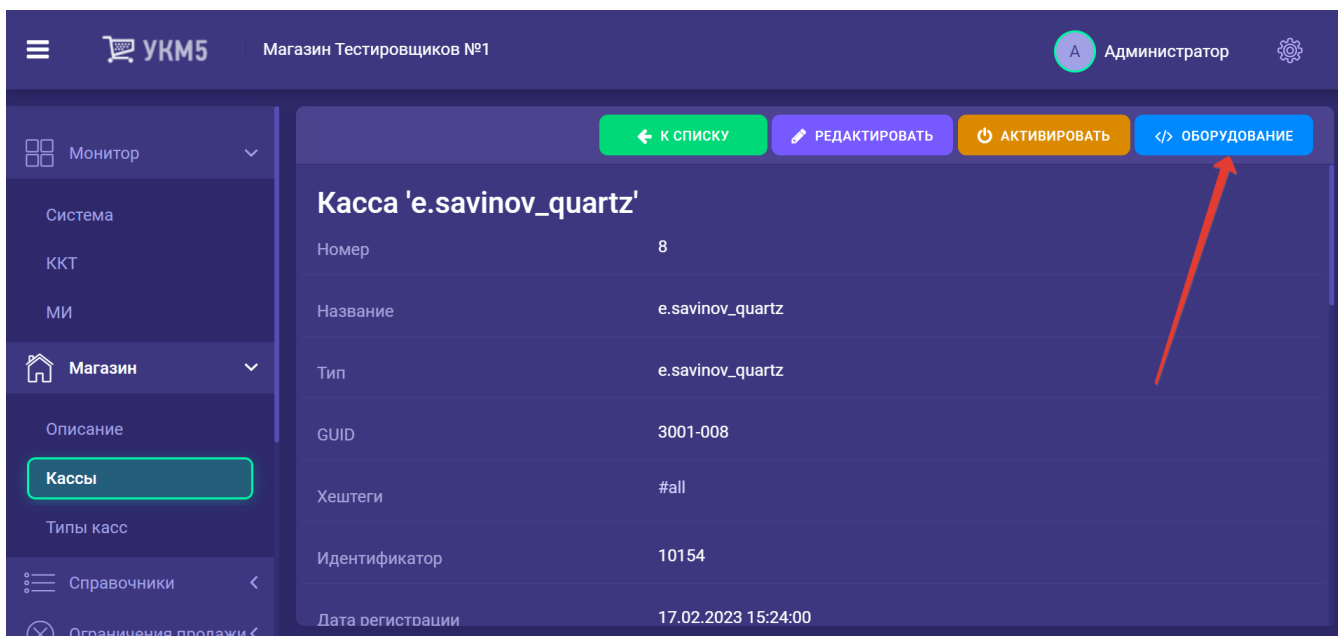 УКМ5
Магазин Тестировщиков №1
А
Администратор
Монитор
Система
ККТ
МИ
Магазин
Описание
Кассы
Типы касс
Справочники
Ограничения продажи
К СПИСКУ
РЕДАКТИРОВАТЬ
АКТИВИРОВАТЬ
</> ОБОРУДОВАНИЕ
Касса 'e.savinov_quartz'
Номер 8
Название e.savinov_quartz
Тип e.savinov_quartz
GUID 3001-008
Хештеги #all
Идентификатор 10154
Дата регистрации 17.02.2023 15:24:00